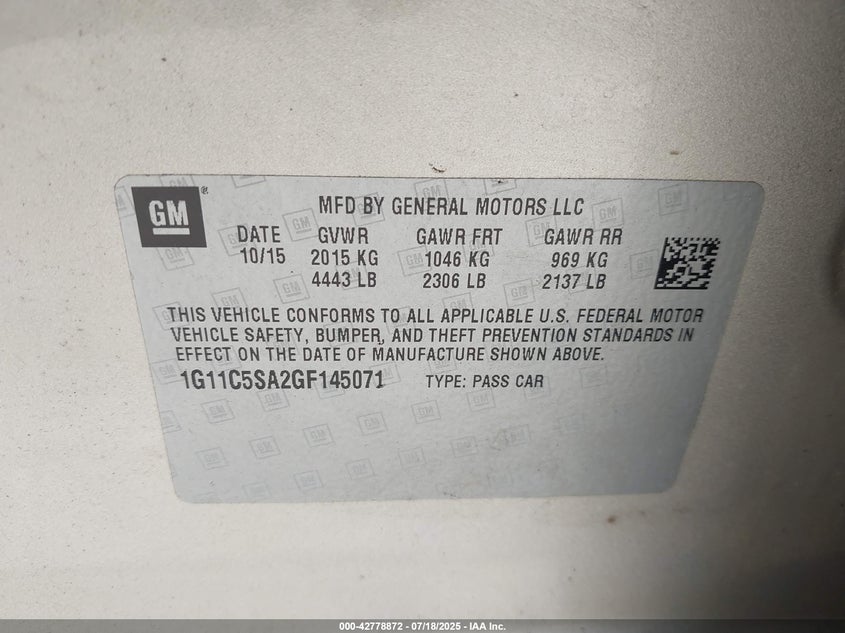 GM ®
MFD BY GENERAL MOTORS LLC
DATE GVWR GAWR FRT GAWR RR
10/15 2015 KG 1046 KG 969 KG
4443 LB 2306 LB 2137 LB
THIS VEHICLE CONFORMS TO ALL APPLICABLE U.S. FEDERAL MOTOR
VEHICLE SAFETY, BUMPER, AND THEFT PREVENTION STANDARDS IN
EFFECT ON THE DATE OF MANUFACTURE SHOWN ABOVE.
1G11C5SA2GF145071 TYPE: PASS CAR
000-42778872 - 07/18/2025 - IAA Inc.